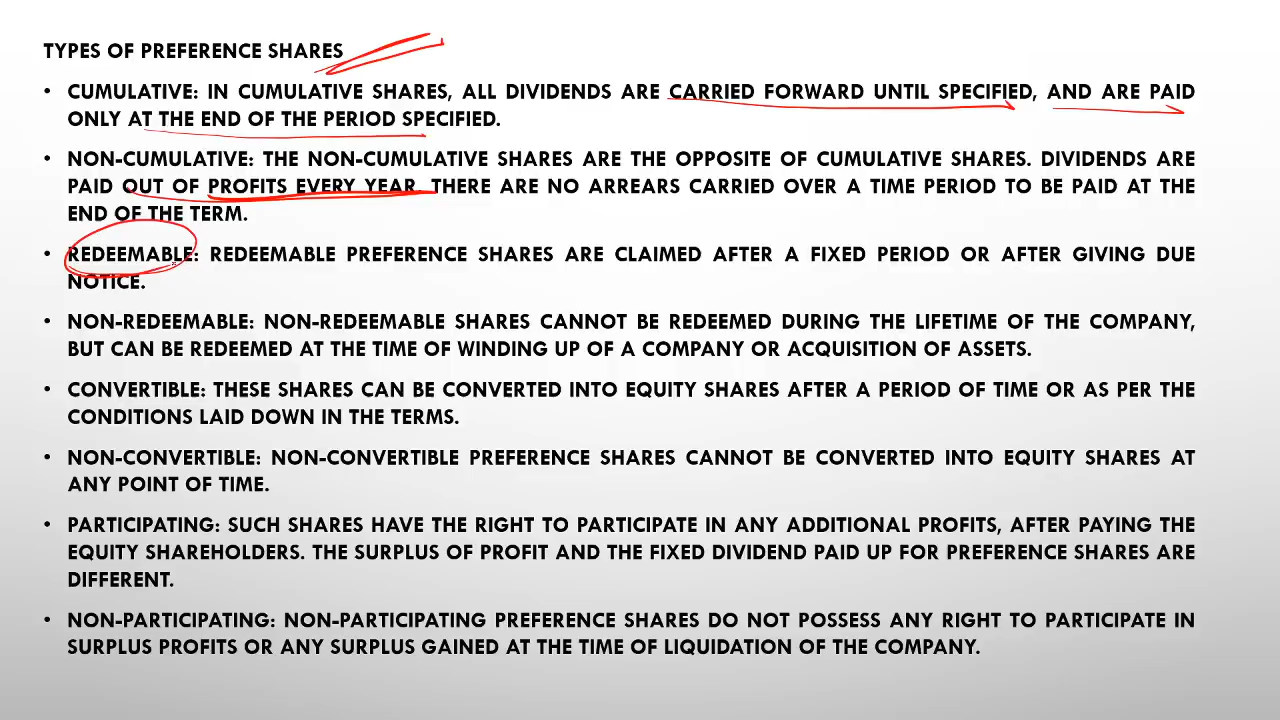 TYPES OF PREFERENCE SHARES
• CUMULATIVE: IN CUMULATIVE SHARES, ALL DIVIDENDS ARE CARRIED FORWARD UNTIL SPECIFIED, AND ARE PAID
ONLY AT THE END OF THE PERIOD SPECIFIED.
• NON-CUMULATIVE: THE NON-CUMULATIVE SHARES ARE THE OPPOSITE OF CUMULATIVE SHARES. DIVIDENDS ARE
PAID OUT OF PROFITS EVERY YEAR. THERE ARE NO ARREARS CARRIED OVER A TIME PERIOD TO BE PAID AT THE
END OF THE TERM.
• REDEEMABLE: REDEEMABLE PREFERENCE SHARES ARE CLAIMED AFTER A FIXED PERIOD OR AFTER GIVING DUE
NOTICE.
• NON-REDEEMABLE: NON-REDEEMABLE SHARES CANNOT BE REDEEMED DURING THE LIFETIME OF THE COMPANY,
BUT CAN BE REDEEMED AT THE TIME OF WINDING UP OF A COMPANY OR ACQUISITION OF ASSETS.
• CONVERTIBLE: THESE SHARES CAN BE CONVERTED INTO EQUITY SHARES AFTER A PERIOD OF TIME OR AS PER THE
CONDITIONS LAID DOWN IN THE TERMS.
• NON-CONVERTIBLE: NON-CONVERTIBLE PREFERENCE SHARES CANNOT BE CONVERTED INTO EQUITY SHARES AT
ANY POINT OF TIME.
• PARTICIPATING: SUCH SHARES HAVE THE RIGHT TO PARTICIPATE IN ANY ADDITIONAL PROFITS, AFTER PAYING THE
EQUITY SHAREHOLDERS. THE SURPLUS OF PROFIT AND THE FIXED DIVIDEND PAID UP FOR PREFERENCE SHARES ARE
DIFFERENT.
• NON-PARTICIPATING: NON-PARTICIPATING PREFERENCE SHARES DO NOT POSSESS ANY RIGHT TO PARTICIPATE IN
SURPLUS PROFITS OR ANY SURPLUS GAINED AT THE TIME OF LIQUIDATION OF THE COMPANY.